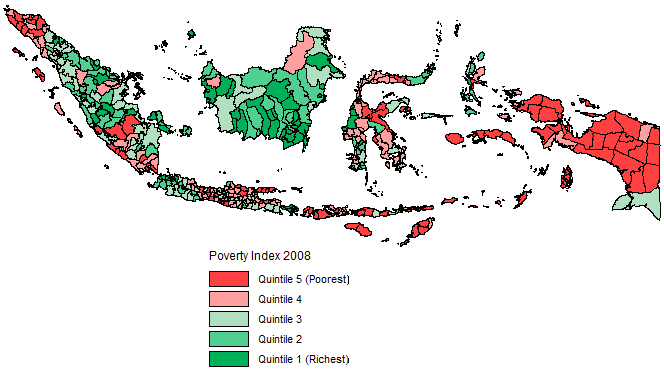 Poverty Index 2008
Quintile 5 (Poorest)
Quintile 4
Quintile 3
Quintile 2
Quintile 1 (Richest)